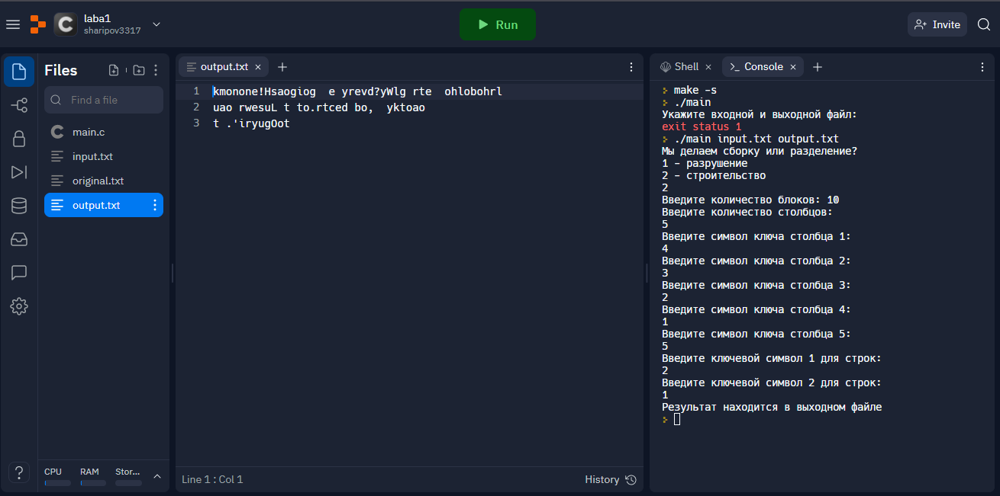 laba1
sharipov3317
Run
Invite
Files
Find a file
main.c
input.txt
original.txt
output.txt
CPU RAM Stor...
output.txt
1 kmonone!Hsaogiog  e yrevd?yWlg rte  ohlobohrl
2 uao rwesuL t to.rtced bo,  yktoao
3 t .'iryugOot
Line 1 : Col 1
History
Shell
Console
make -s
./main
Укажите входной и выходной файл:
exit status 1
./main input.txt output.txt
Мы делаем сборку или разделение?
1 - разрушение
2 - строительство
2
Введите количество блоков: 10
Введите количество столбцов:
5
Введите символ ключа столбца 1:
4
Введите символ ключа столбца 2:
3
Введите символ ключа столбца 3:
2
Введите символ ключа столбца 4:
1
Введите символ ключа столбца 5:
5
Введите ключевой символ 1 для строк:
2
Введите ключевой символ 2 для строк:
1
Результат находится в выходном файле